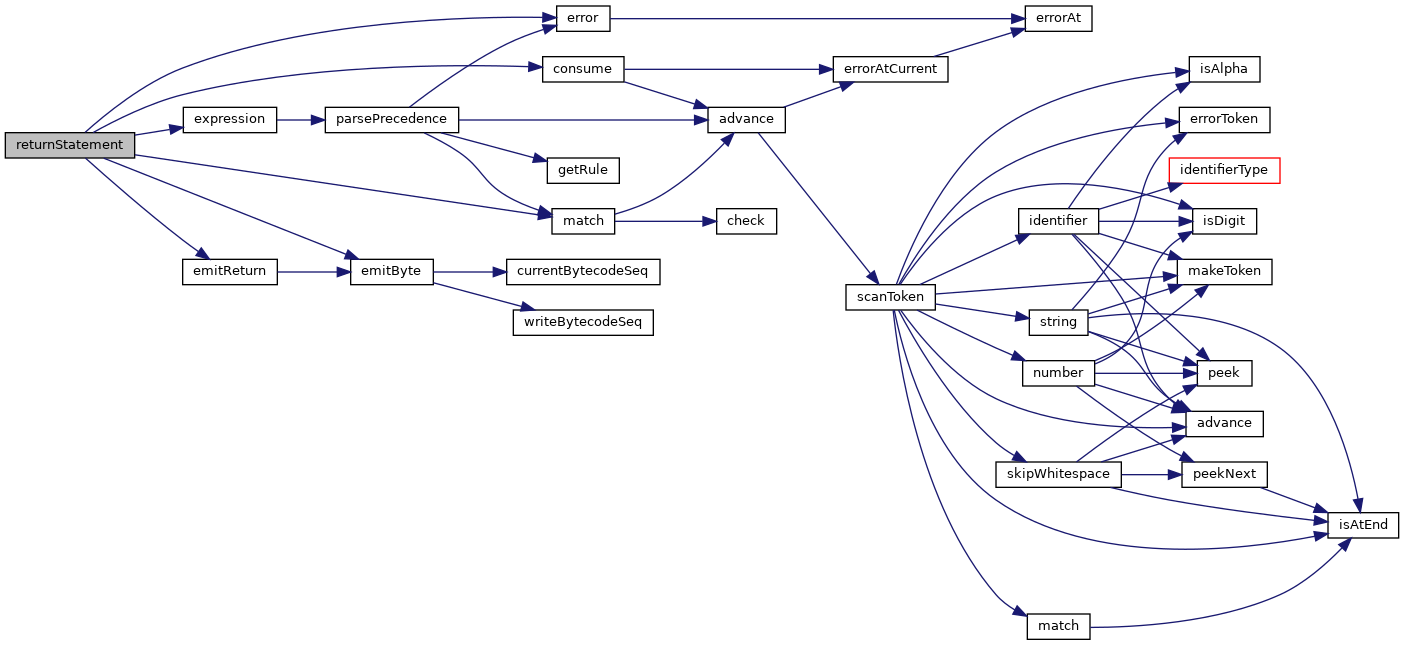 error
errorAt
consume
errorAtCurrent
isAlpha
expression
parsePrecedence
advance
errorToken
returnStatement
getRule
identifierType
match
check
identifier
isDigit
emitReturn
emitByte
currentBytecodeSeq
makeToken
scanToken
writeBytecodeSeq
string
number
peek
advance
skipWhitespace
peekNext
isAtEnd
match